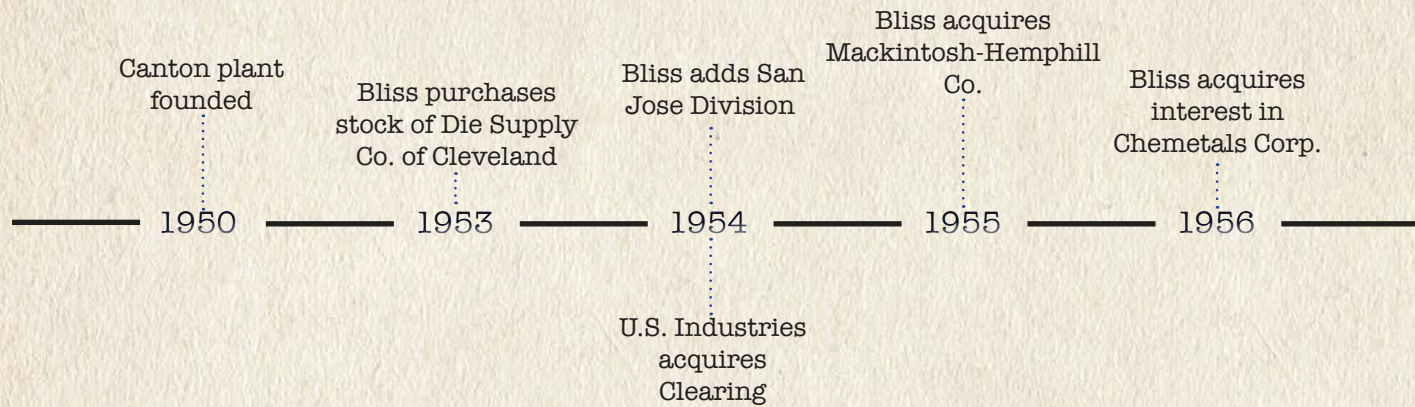 Canton plant
founded
Bliss purchases
stock of Die Supply
Co. of Cleveland
Bliss adds San
Jose Division
Bliss acquires
Mackintosh-Hemphill
Co.
Bliss acquires
interest in
Chemetals Corp.
1950
1953
1954
1955
1956
U.S. Industries
acquires
Clearing